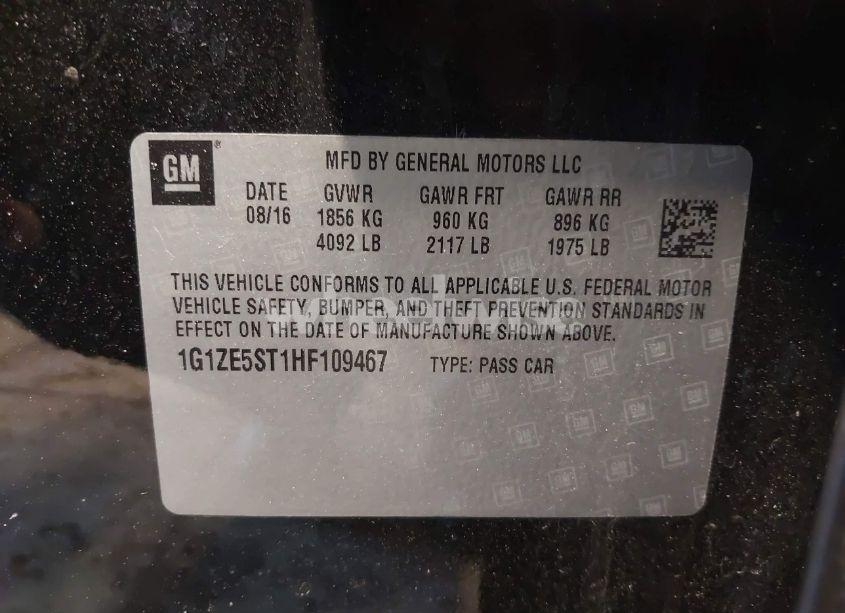 GM ®
MFD BY GENERAL MOTORS LLC
DATE GVWR GAWR FRT GAWR RR
08/16 1856 KG 960 KG 896 KG
4092 LB 2117 LB 1975 LB
THIS VEHICLE CONFORMS TO ALL APPLICABLE U.S. FEDERAL MOTOR
VEHICLE SAFETY, BUMPER, AND THEFT PREVENTION STANDARDS IN
EFFECT ON THE DATE OF MANUFACTURE SHOWN ABOVE.
1G1ZE5ST1HF109467 TYPE: PASS CAR